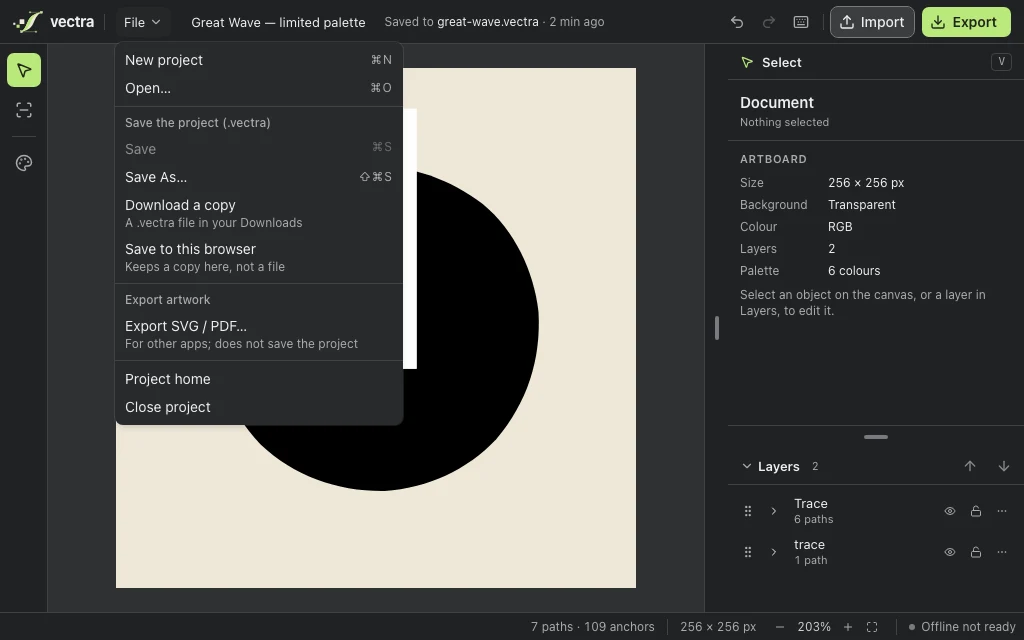 vectra
File
Great Wave — limited palette
Saved to great-wave.vectra · 2 min ago
Import
Export
New project ⌘N
Open... ⌘O
Save the project (.vectra)
Save ⌘S
Save As... ⇧⌘S
Download a copy
A .vectra file in your Downloads
Save to this browser
Keeps a copy here, not a file
Export artwork
Export SVG / PDF...
For other apps; does not save the project
Project home
Close project
Select V
Document
Nothing selected
ARTBOARD
Size 256 × 256 px
Background Transparent
Colour RGB
Layers 2
Palette 6 colours
Select an object on the canvas, or a layer in
Layers, to edit it.
Layers 2
Trace
6 paths
trace
1 path
7 paths · 109 anchors 256 × 256 px − 203% + Offline not ready